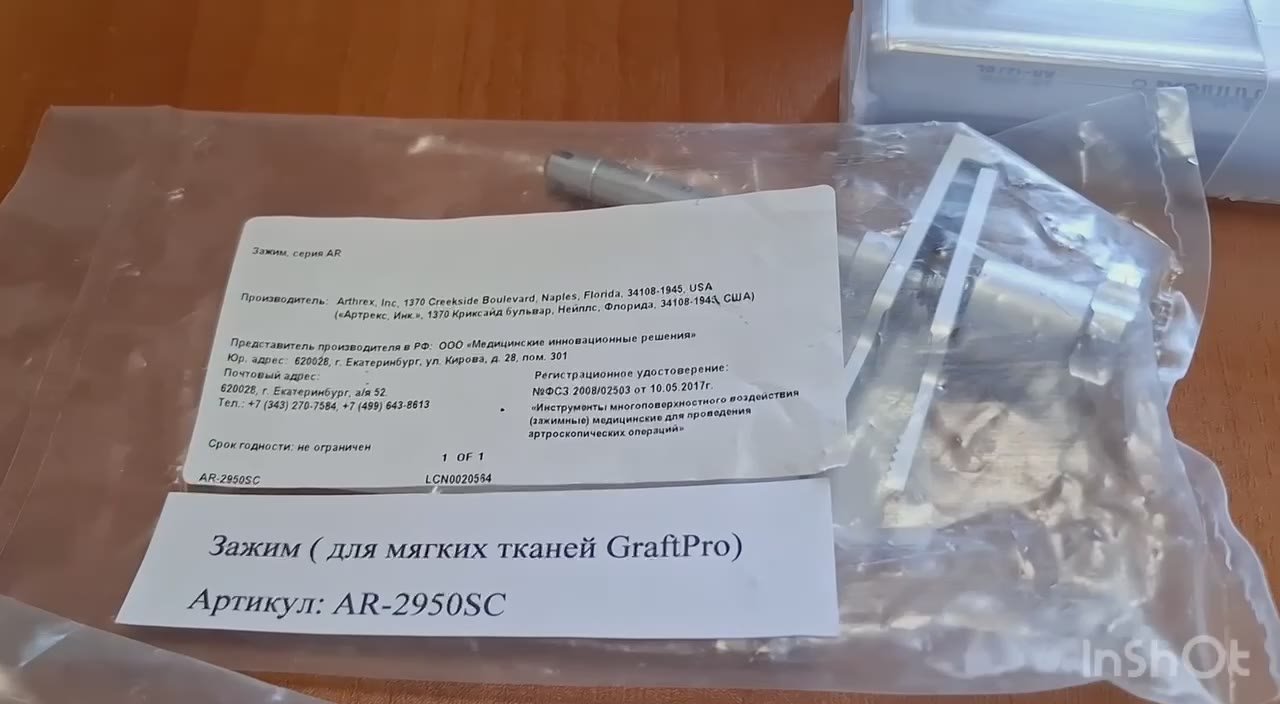 Зажим, серия AR
Производитель: Arthrex, Inc, 1370 Creekside Boulevard, Naples, Florida, 34108-1945, USA
(«Артрекс, Инк.», 1370 Криксайд бульвар, Нейплс, Флорида, 34108-1945, США)
Представитель производителя в РФ: ООО «Медицинские инновационные решения»
Юр. адрес: 620028, г. Екатеринбург, ул. Кирова, д. 28, пом. 301
Почтовый адрес:
620028, г. Екатеринбург, а/я 52
Тел.: +7 (343) 270-7584, +7 (499) 643-8613
Регистрационное удостоверение:
№ФСЗ 2008/02503 от 10.05.2017г.
«Инструменты многоповерхностного воздействия
(зажимные) медицинские для проведения
артроскопических операций»
Срок годности: не ограничен
1 OF 1
AR-2950SC LCN0020564
Зажим ( для мягких тканей GraftPro)
Артикул: AR-2950SC
InShOt